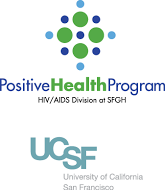 PositiveHealthProgram
HIV/AIDS Division at SFGH
UCSF
University of California
San Francisco